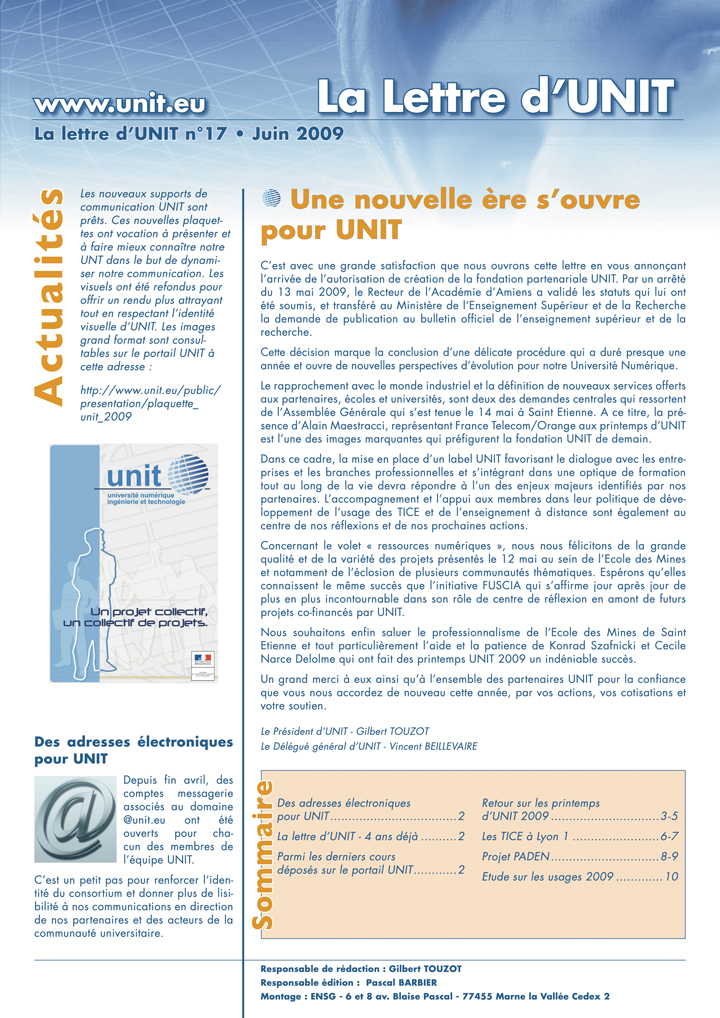 www.unit.eu
La Lettre d'UNIT
La lettre d'UNIT n°17 • Juin 2009
Actualités
Les nouveaux supports de
communication UNIT sont
prêts. Ces nouvelles plaquet-
tes ont vocation à présenter et
à faire mieux connaître notre
UNT dans le but de dynami-
ser notre communication. Les
visuels ont été refondus pour
offrir un rendu plus attrayant
tout en respectant l'identité
visuelle d'UNIT. Les images
grand format sont consul-
tables sur le portail UNIT à
cette adresse :
http://www.unit.eu/public/
presentation/plaquette_
unit_2009
unit
université numérique
ingénierie et technologie
Un projet collectif,
un collectif de projets.
Des adresses électroniques
pour UNIT
Depuis fin avril, des
comptes messagerie
associés au domaine
@unit.eu ont été
ouverts pour cha-
cun des membres de
l'équipe UNIT.
C'est un petit pas pour renforcer l'iden-
tité du consortium et donner plus de lisi-
bilité à nos communications en direction
de nos partenaires et des acteurs de la
communauté universitaire.
Une nouvelle ère s'ouvre
pour UNIT
C'est avec une grande satisfaction que nous ouvrons cette lettre en vous annonçant
l'arrivée de l'autorisation de création de la fondation partenariale UNIT. Par un arrêté
du 13 mai 2009, le Recteur de l'Académie d'Amiens a validé les statuts qui lui ont
été soumis, et transféré au Ministère de l'Enseignement Supérieur et de la Recherche
la demande de publication au bulletin officiel de l'enseignement supérieur et de la
recherche.
Cette décision marque la conclusion d'une délicate procédure qui a duré presque une
année et ouvre de nouvelles perspectives d'évolution pour notre Université Numérique.
Le rapprochement avec le monde industriel et la définition de nouveaux services offerts
aux partenaires, écoles et universités, sont deux des demandes centrales qui ressortent
de l'Assemblée Générale qui s'est tenue le 14 mai à Saint Etienne. A ce titre, la pré-
sence d'Alain Maestracci, représentant France Telecom/Orange aux printemps d'UNIT
est l'une des images marquantes qui préfigurent la fondation UNIT de demain.
Dans ce cadre, la mise en place d'un label UNIT favorisant le dialogue avec les entre-
prises et les branches professionnelles et s'intégrant dans une optique de formation
tout au long de la vie devra répondre à l'un des enjeux majeurs identifiés par nos
partenaires. L'accompagnement et l'appui aux membres dans leur politique de déve-
loppement de l'usage des TICE et de l'enseignement à distance sont également au
centre de nos réflexions et de nos prochaines actions.
Concernant le volet « ressources numériques », nous nous félicitons de la grande
qualité et de la variété des projets présentés le 12 mai au sein de l'Ecole des Mines
et notamment de l'éclosion de plusieurs communautés thématiques. Espérons qu'elles
connaissent le même succès que l'initiative FUSCIA qui s'affirme jour après jour de
plus en plus incontournable dans son rôle de centre de réflexion en amont de futurs
projets co-financés par UNIT.
Nous souhaitons enfin saluer le professionnalisme de l'Ecole des Mines de Saint
Etienne et tout particulièrement l'aide et la patience de Konrad Szafnicki et Cecile
Narce Delolme qui ont fait des printemps UNIT 2009 un indéniable succès.
Un grand merci à eux ainsi qu'à l'ensemble des partenaires UNIT pour la confiance
que vous nous accordez de nouveau cette année, par vos actions, vos cotisations et
votre soutien.
Le Président d'UNIT - Gilbert TOUZOT
Le Délégué général d'UNIT - Vincent BEILLEVAIRE
Sommaire
Des adresses électroniques
pour UNIT..................................2
La lettre d'UNIT - 4 ans déjà ..........2
Parmi les derniers cours
déposés sur le portail UNIT............2
Retour sur les printemps
d'UNIT 2009 .............................3-5
Les TICE à Lyon 1 .......................6-7
Projet PADEN.............................8-9
Etude sur les usages 2009 .............10
Responsable de rédaction : Gilbert TOUZOT
Responsable édition : Pascal BARBIER
Montage : ENSG - 6 et 8 av. Blaise Pascal - 77455 Marne la Vallée Cedex 2